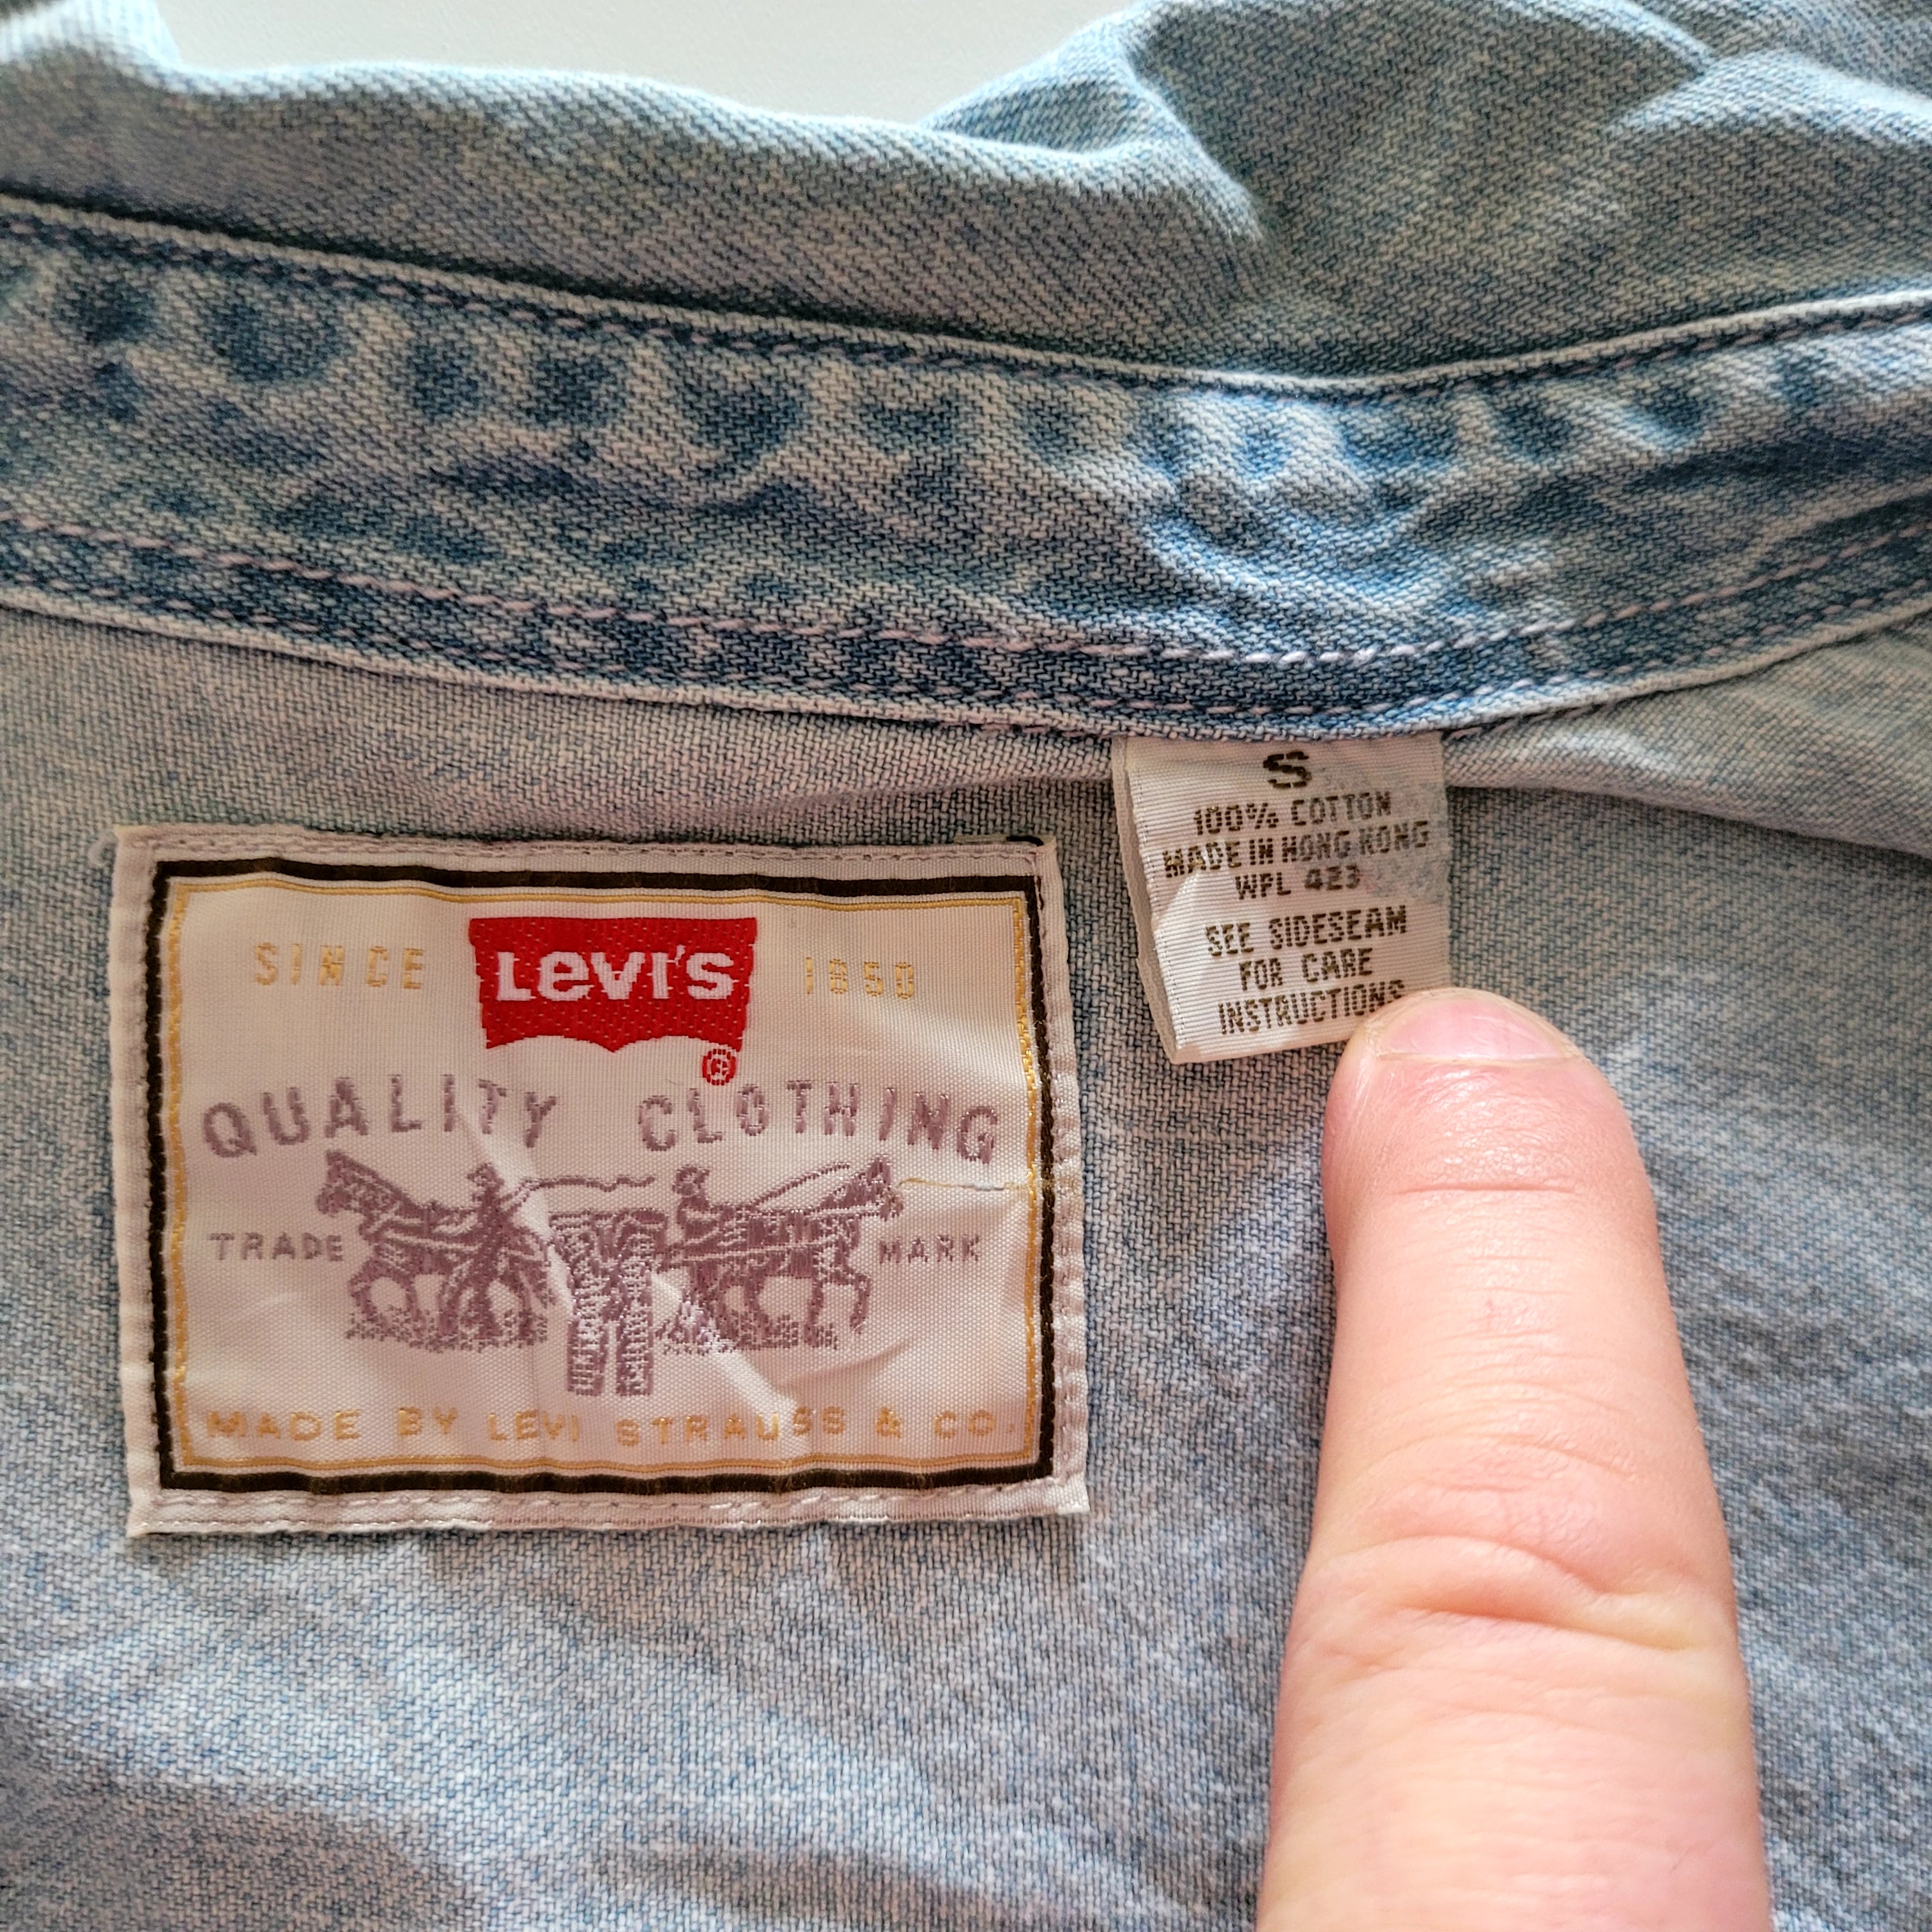 SINCE LEVI'S 1850
®
QUALITY CLOTHING
TRADE MARK
MADE BY LEVI STRAUSS & CO.
S
100% COTTON
MADE IN HONG KONG
WPL 423
SEE SIDESEAM
FOR CARE
INSTRUCTIONS